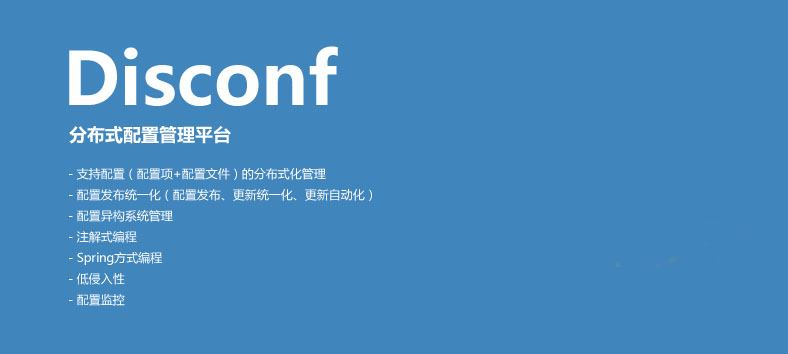 Disconf
分布式配置管理平台
- 支持配置（配置项+配置文件）的分布式化管理
- 配置发布统一化（配置发布、更新统一化、更新自动化）
- 配置异构系统管理
- 注解式编程
- Spring方式编程
- 低侵入性
- 配置监控